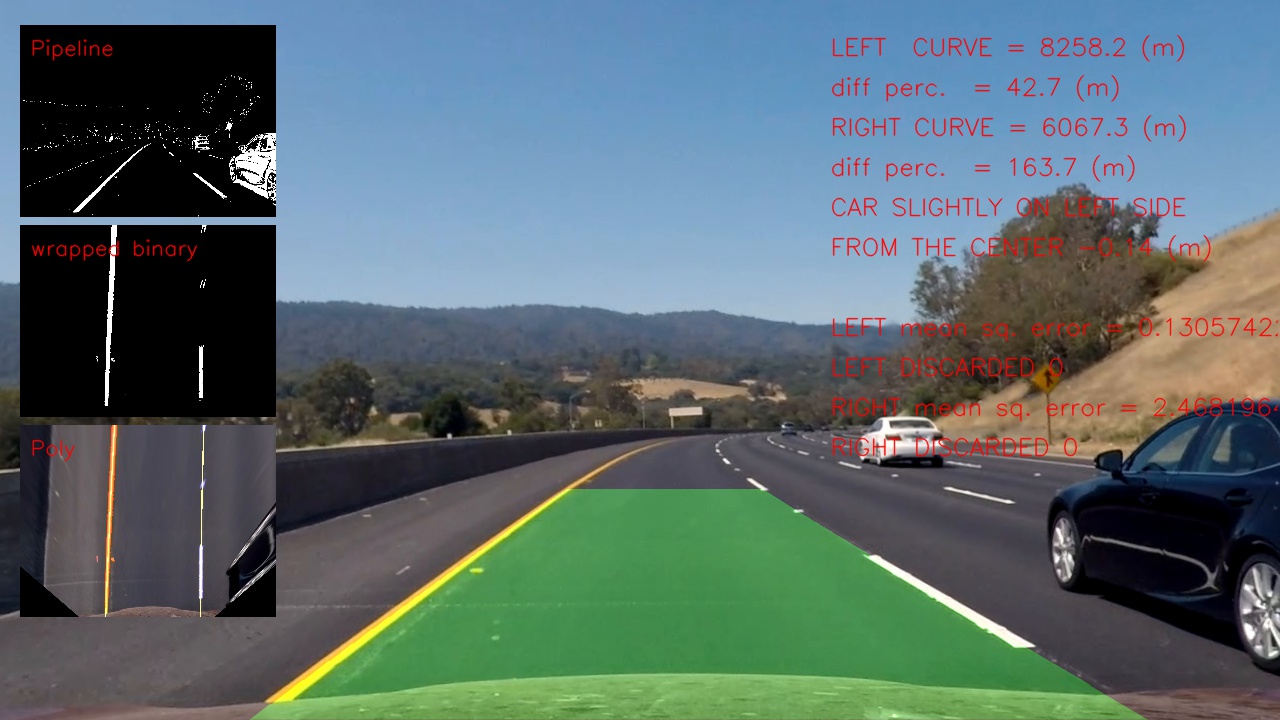 Pipeline
wrapped binary
Poly
LEFT CURVE = 8258.2 (m)
diff perc. = 42.7 (m)
RIGHT CURVE = 6067.3 (m)
diff perc. = 163.7 (m)
CAR SLIGHTLY ON LEFT SIDE
FROM THE CENTER -0.14 (m)
LEFT mean sq. error = 0.1305742.
LEFT DISCARDED 0
RIGHT mean sq. error = 2.468196
RIGHT DISCARDED 0